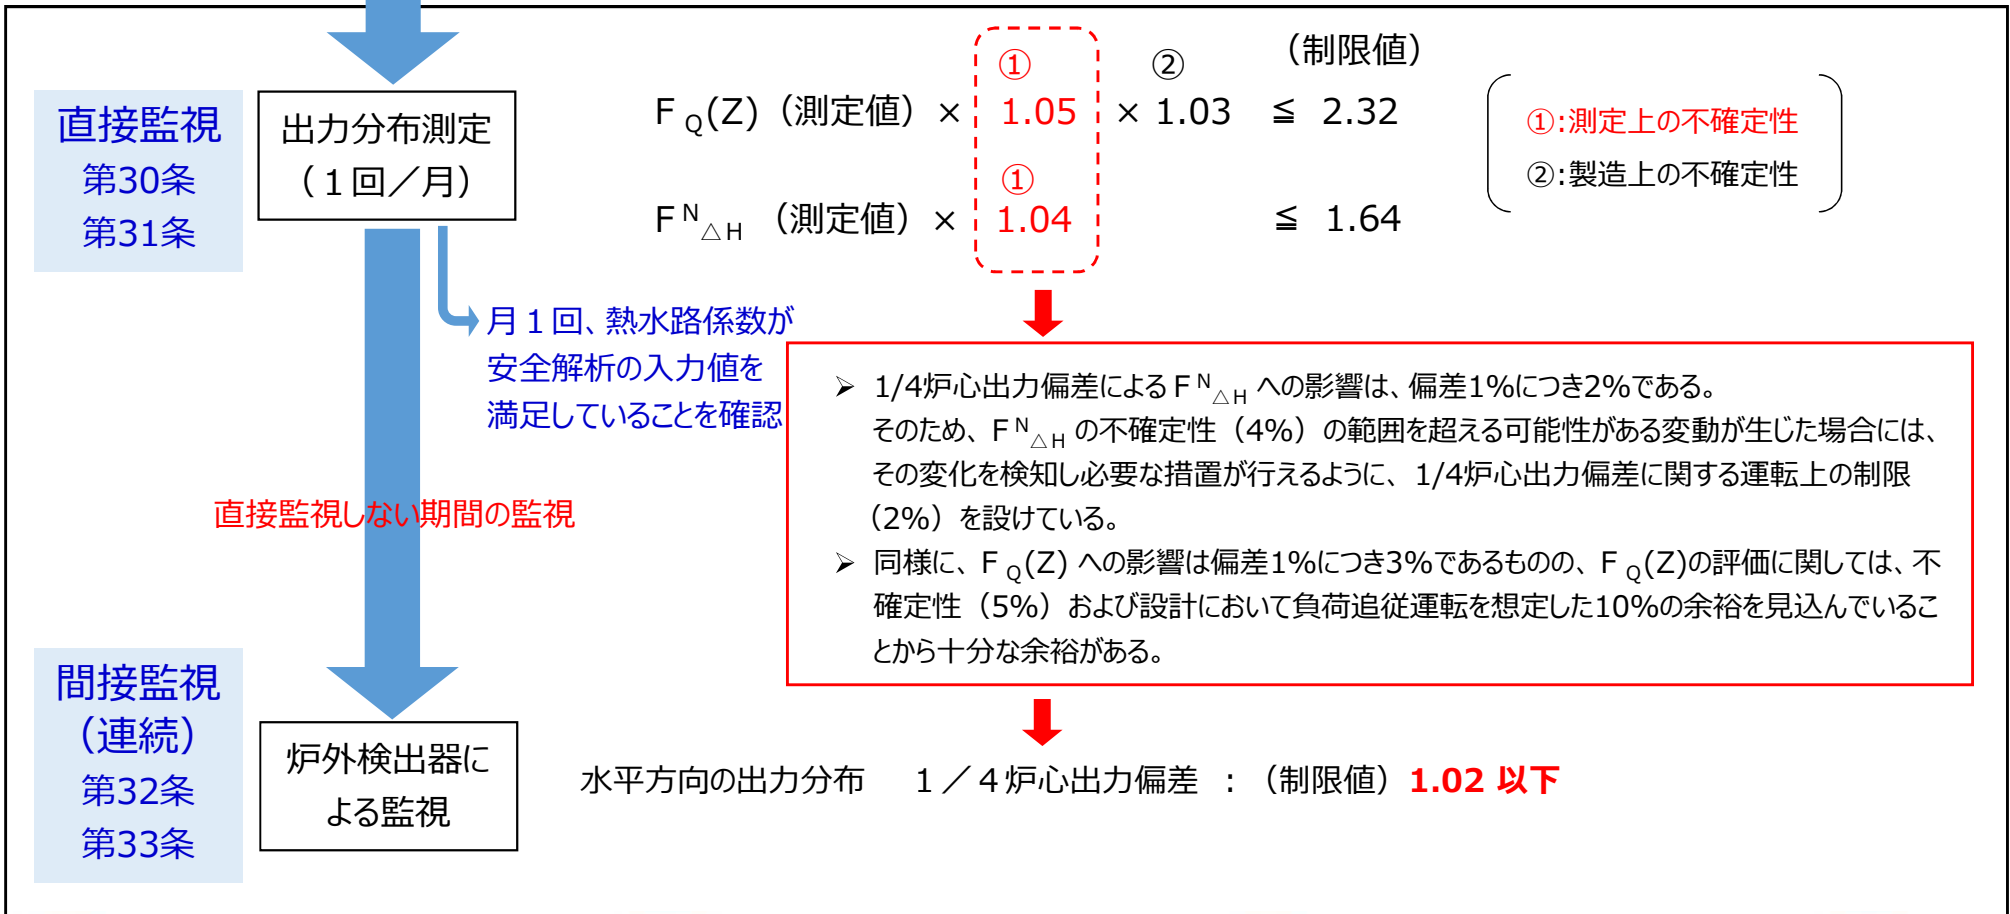 直接監視
第30条
第31条
出力分布測定
（１回／月）
① ② （制限値）
F Q(Z)（測定値）× 1.05 × 1.03 ≦ 2.32
①
F N △H （測定値）× 1.04 ≦ 1.64
①:測定上の不確定性
②:製造上の不確定性
月１回、熱水路係数が
安全解析の入力値を
満足していることを確認
直接監視しない期間の監視
➢ 1/4炉心出力偏差によるF N △H への影響は、偏差1%につき2%である。
そのため、F N △H の不確定性（4%）の範囲を超える可能性がある変動が生じた場合には、
その変化を検知し必要な措置が行えるように、1/4炉心出力偏差に関する運転上の制限
（2%）を設けている。
➢ 同様に、F Q(Z) への影響は偏差1%につき3%であるものの、F Q(Z)の評価に関しては、不
確定性（5%）および設計において負荷追従運転を想定した10%の余裕を見込んでいるこ
とから十分な余裕がある。
間接監視
（連続）
第32条
第33条
炉外検出器に
よる監視
水平方向の出力分布 １／４炉心出力偏差 ：（制限値）1.02 以下